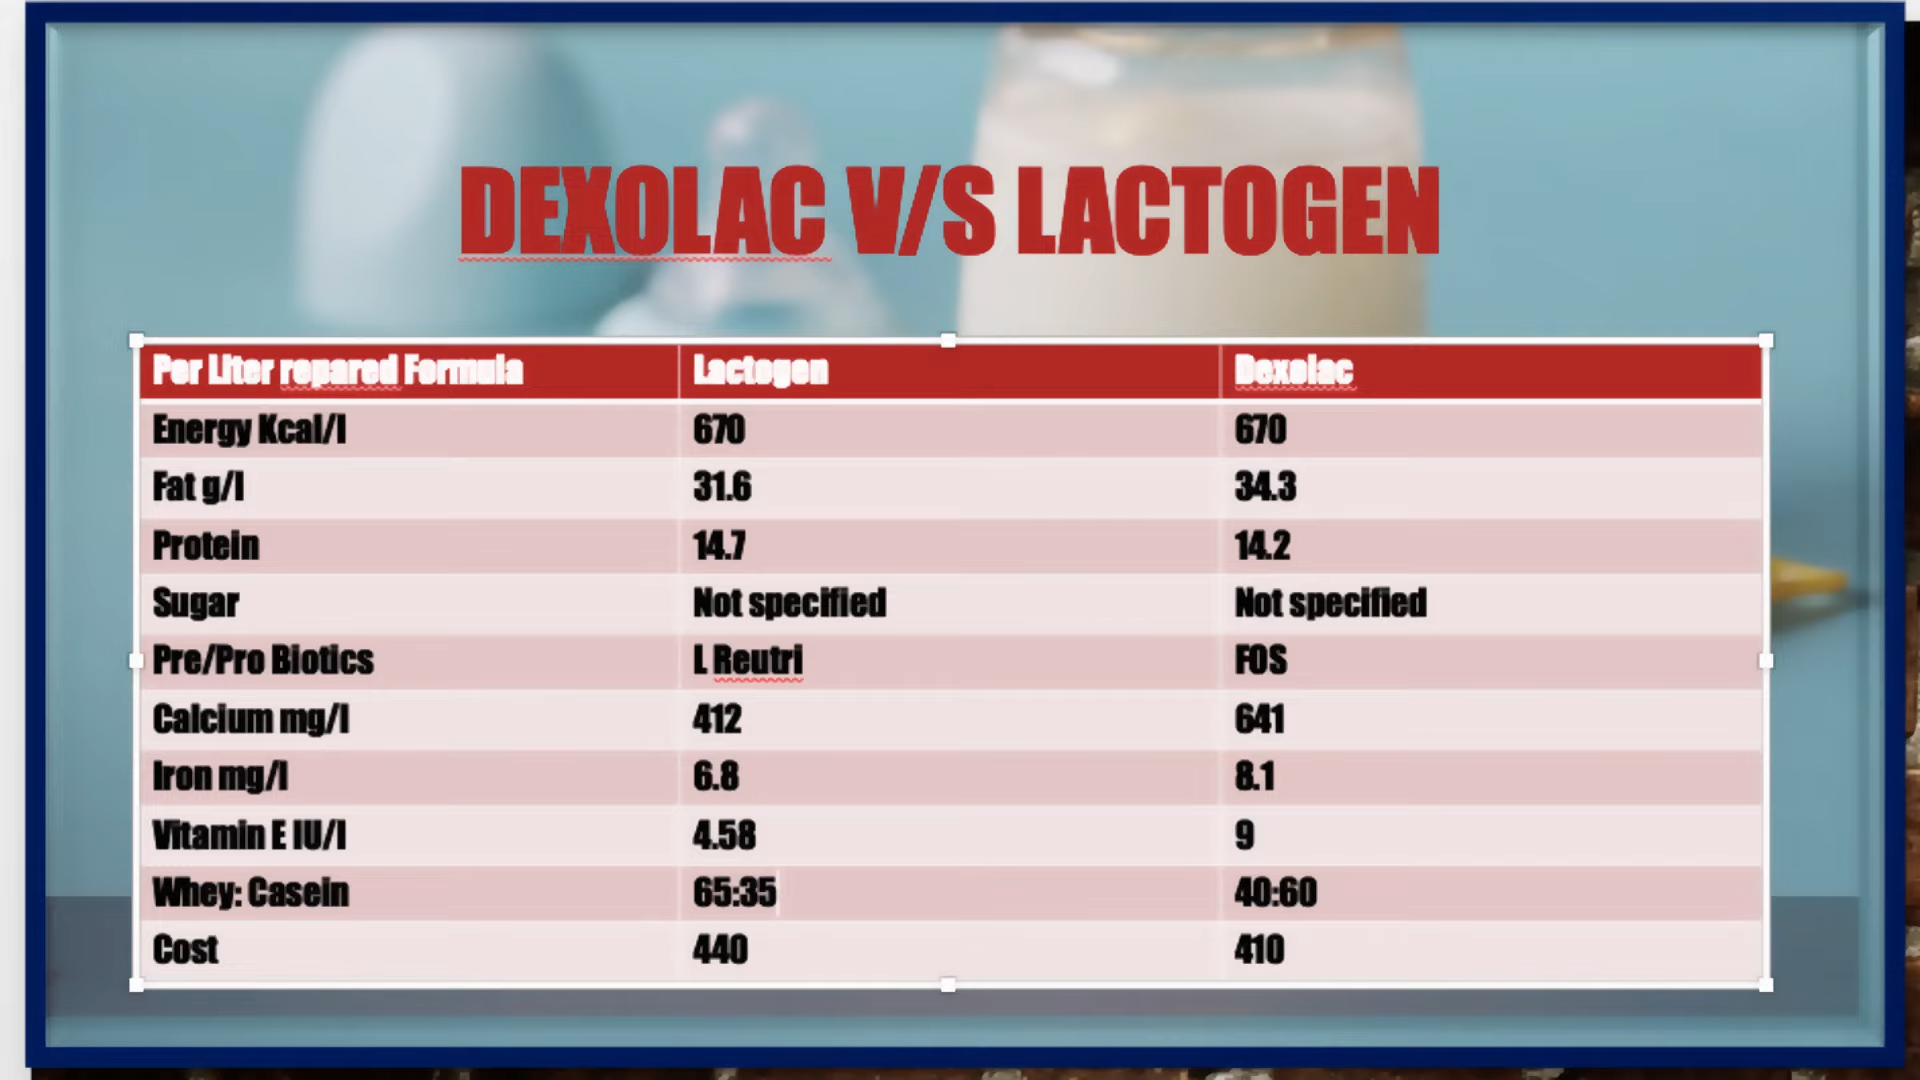 DEXOLAC V/S LACTOGEN
Per Liter repared Formula Lactogen Dexolac
Energy Kcal/l 670 670
Fat g/l 31.6 34.3
Protein 14.7 14.2
Sugar Not specified Not specified
Pre/Pro Biotics L Reutri FOS
Calcium mg/l 412 641
Iron mg/l 6.8 8.1
Vitamin E IU/l 4.58 9
Whey: Casein 65:35 40:60
Cost 440 410